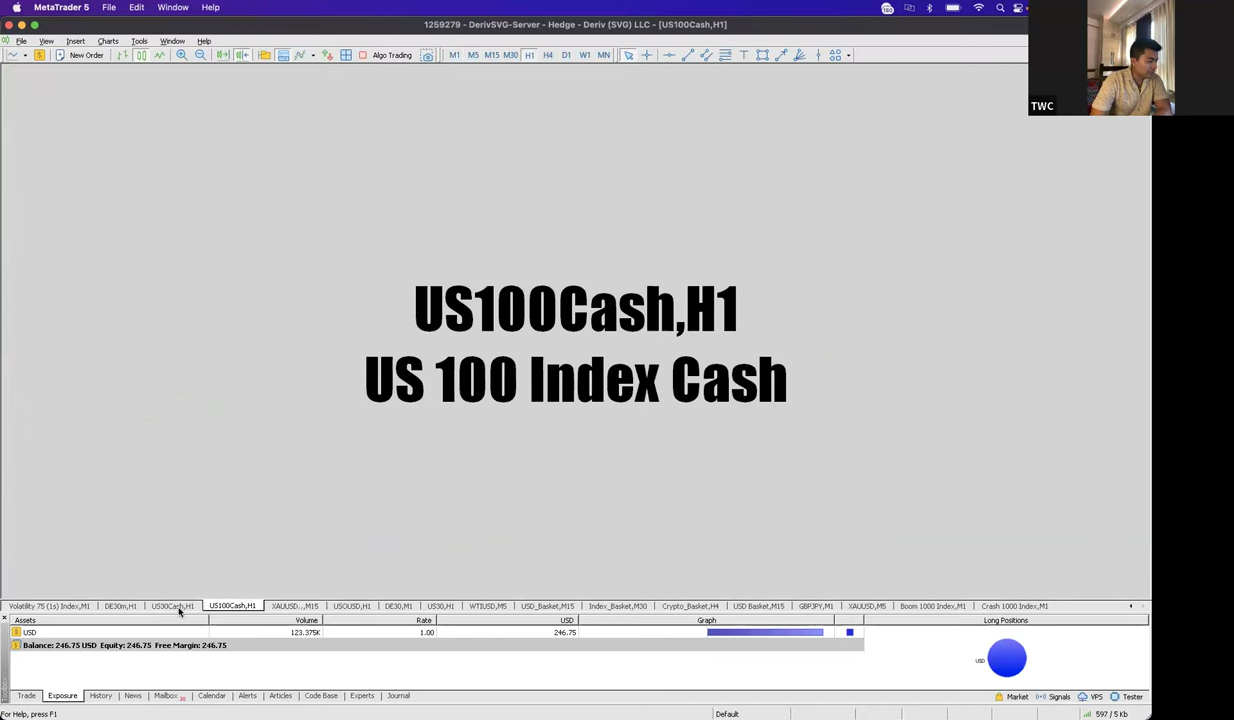 MetaTrader 5 File Edit Window Help
1259279 - DerivSVG-Server - Hedge - Deriv (SVG) LLC - [US100Cash,H1]
File View Insert Charts Tools Window Help
New Order Algo Trading M1 M5 M15 M30 H1 H4 D1 W1 MN
TWC
US100Cash,H1
US 100 Index Cash
Volatility 75 (1s) Index,M1 DE30m,H1 US30Cash,H1 US100Cash,H1 XAUUSD...,M15 USOUSD,H1 DE30,M1 US30,H1 WTIUSD,M5 USD_Basket,M15 Index_Basket,M30 Crypto_Basket,H4 USD Basket,M15 GBPJPY,M1 XAUUSD,M5 Boom 1000 Index,M1 Crash 1000 Index,M1
Assets Volume Rate USD Graph Long Positions
USD 123.375K 1.00 246.75
Balance: 246.75 USD Equity: 246.75 Free Margin: 246.75
USD
Trade Exposure History News Mailbox Calendar Alerts Articles Code Base Experts Journal Market Signals VPS Tester
For Help, press F1 Default 597 / 5 Kb